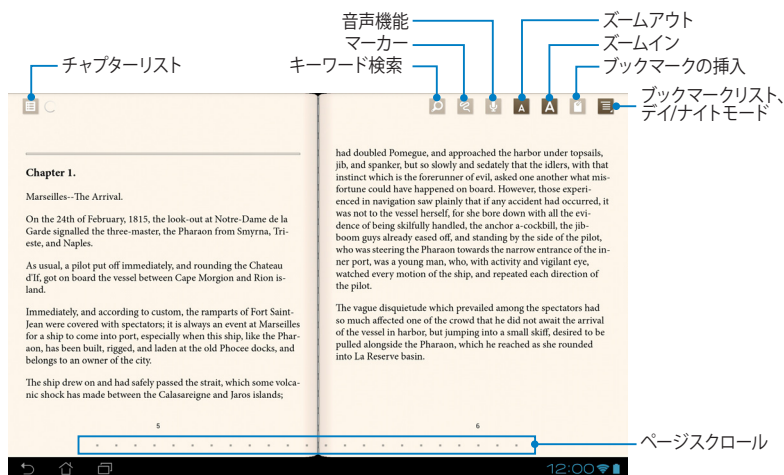 音声機能
マーカー
キーワード検索
チャプターリスト
ズームアウト
ズームイン
ブックマークの挿入
ブックマークリスト、
デイ/ナイトモード
A
A
Chapter 1.
Marseilles--The Arrival.
On the 24th of February, 1815, the look-out at Notre-Dame de la
Garde signalled the three-master, the Pharaon from Smyrna, Tri-
este, and Naples.
As usual, a pilot put off immediately, and rounding the Chateau
d'If, got on board the vessel between Cape Morgion and Rion is-
land.
Immediately, and according to custom, the ramparts of Fort Saint-
Jean were covered with spectators; it is always an event at Marseilles
for a ship to come into port, especially when this ship, like the Phar-
aon, has been built, rigged, and laden at the old Phocee docks, and
belongs to an owner of the city.
The ship drew on and had safely passed the strait, which some volca-
nic shock has made between the Calasareigne and Jaros islands;
5
had doubled Pomegue, and approached the harbor under topsails,
jib, and spanker, but so slowly and sedately that the idlers, with that
instinct which is the forerunner of evil, asked one another what mis-
fortune could have happened on board. However, those experi-
enced in navigation saw plainly that if any accident had occurred, it
was not to the vessel herself, for she bore down with all the evi-
dence of being skilfully handled, the anchor a-cockbill, the jib-
boom guys already eased off, and standing by the side of the pilot,
who was steering the Pharaon towards the narrow entrance of the in-
ner port, was a young man, who, with activity and vigilant eye,
watched every motion of the ship, and repeated each direction of
the pilot.
The vague disquietude which prevailed among the spectators had
so much affected one of the crowd that he did not await the arrival
of the vessel in harbor, but jumping into a small skiff, desired to be
pulled alongside the Pharaon, which he reached as she rounded
into La Reserve basin.
6
ページスクロール
12:00